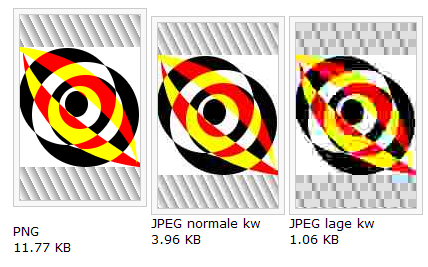 PNG
11.77 KB
JPEG normale kw
3.96 KB
JPEG lage kw
1.06 KB